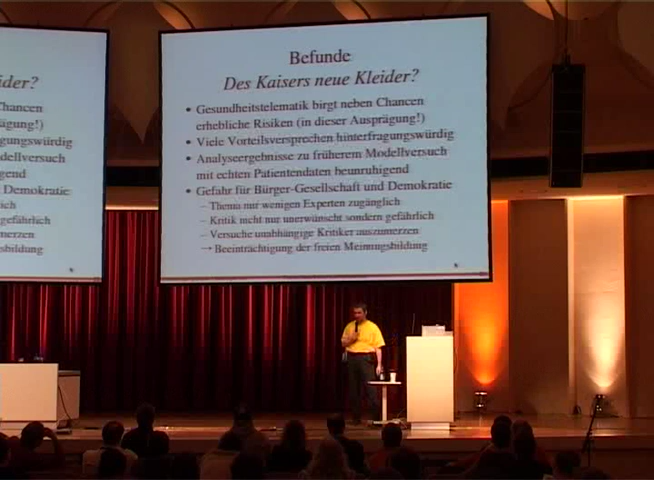 Befunde
Des Kaisers neue Kleider?
• Gesundheitstelematik birgt neben Chancen
erhebliche Risiken (in dieser Ausprägung!)
• Viele Vorteilsversprechen hinterfragungswürdig
• Analyseergebnisse zu früherem Modellversuch
mit echten Patientendaten beunruhigend
• Gefahr für Bürger-Gesellschaft und Demokratie
– Thema nur wenigen Experten zugänglich
– Kritik nicht nur unerwünscht sondern gefährlich
– Versuche unabhängige Kritiker auszumerzen
→ Beeinträchtigung der freien Meinungsbildung
ider?
Chancen
ägung!)
ngswürdig
dellversuch
gend
Demokratie
ich
gefährlich
merzen
sbildung